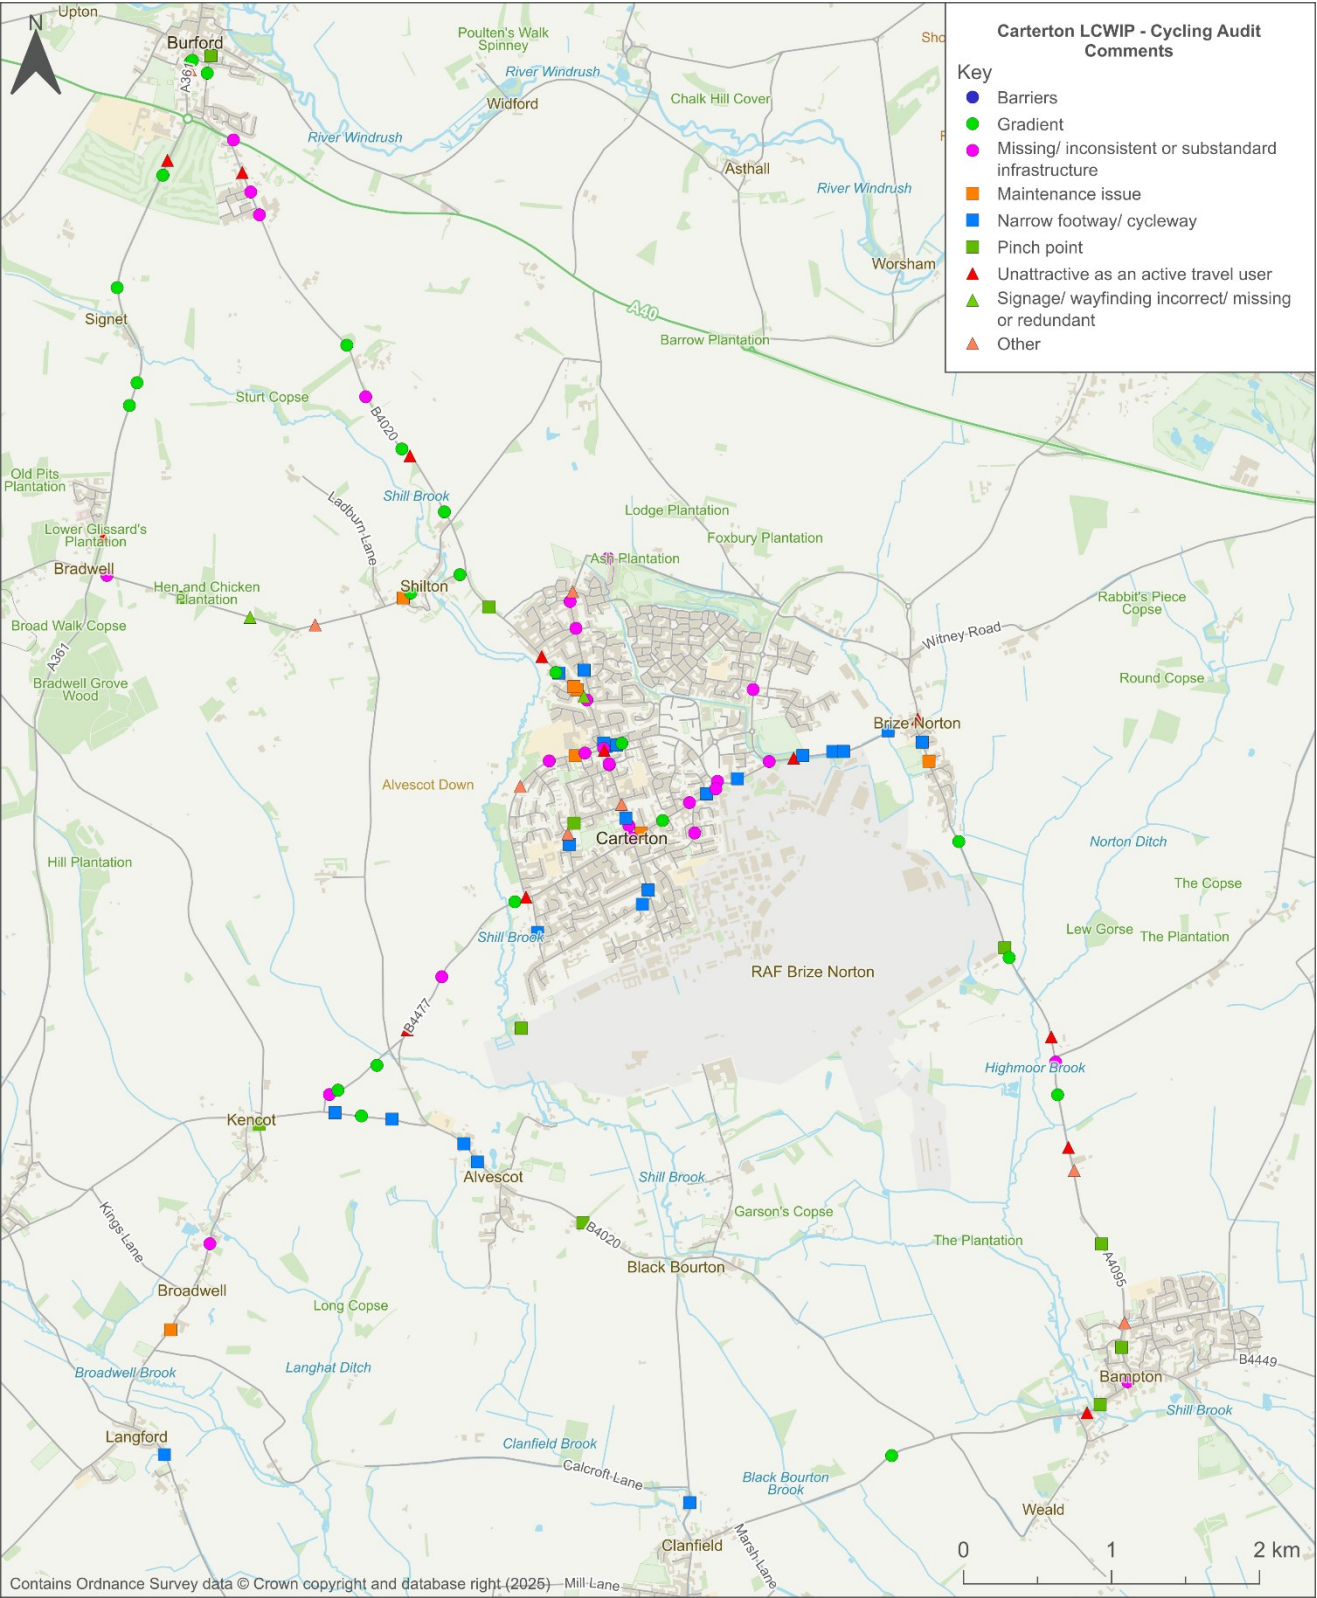 Carterton LCWIP - Cycling Audit
Comments
Key
Barriers
Gradient
Missing/ inconsistent or substandard
infrastructure
Maintenance issue
Narrow footway/ cycleway
Pinch point
Unattractive as an active travel user
Signage/ wayfinding incorrect/ missing
or redundant
Other
N
Upton
Burford
A361
Poulten's Walk
Spinney
River Windrush
Widford
Chalk Hill Cover
Sho
F
River Windrush
Asthall
River Windrush
Worsham
A40
Signet
Barrow Plantation
Sturt Copse
B4020
Old Pits
Plantation
Shill Brook
Ladburn Lane
Lodge Plantation
Lower Glissard's
Plantation
Foxbury Plantation
Ash Plantation
Bradwell
Hen and Chicken
Plantation
Shilton
Rabbit's Piece
Copse
Broad Walk Copse
Witney Road
A361
Bradwell Grove
Wood
Round Copse
Brize Norton
Alvescot Down
Carterton
Norton Ditch
Hill Plantation
The Copse
Lew Gorse
The Plantation
Shill Brook
RAF Brize Norton
B4477
Highmoor Brook
Kencot
Alvescot
Shill Brook
Kings Lane
Garson's Copse
B4020
The Plantation
Black Bourton
A4095
Broadwell
Long Copse
Broadwell Brook
Langhat Ditch
B4449
Bampton
Shill Brook
Langford
Clanfield Brook
Calcroft Lane
Black Bourton
Brook
Weald
Clanfield
Marsh Lane
0
1
2 km
Contains Ordnance Survey data © Crown copyright and database right (2025)
Mill Lane